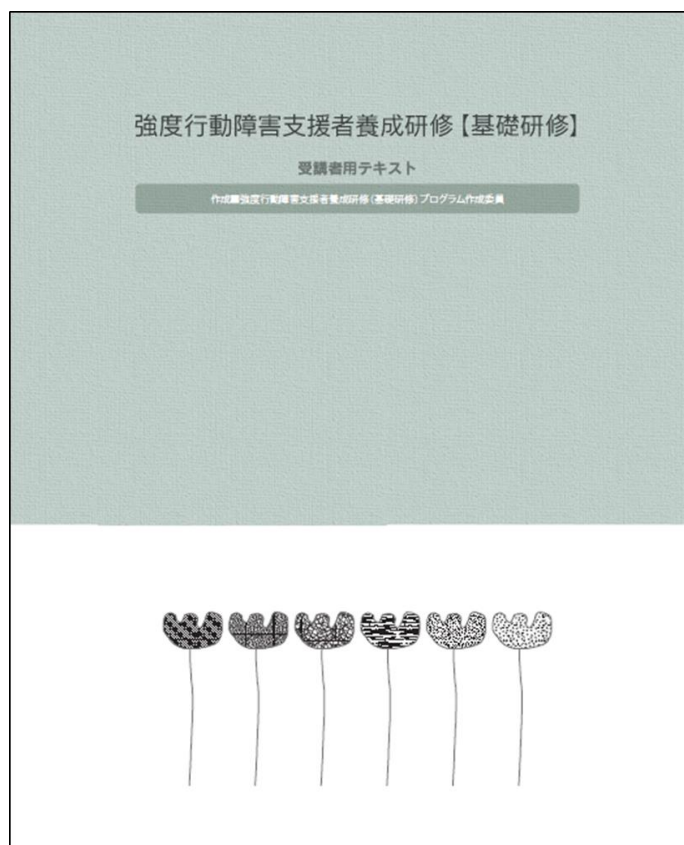 強度行動障害支援者養成研修【基礎研修】
受講者用テキスト
作成■強度行動障害支援者養成研修（基礎研修）プログラム作成委員